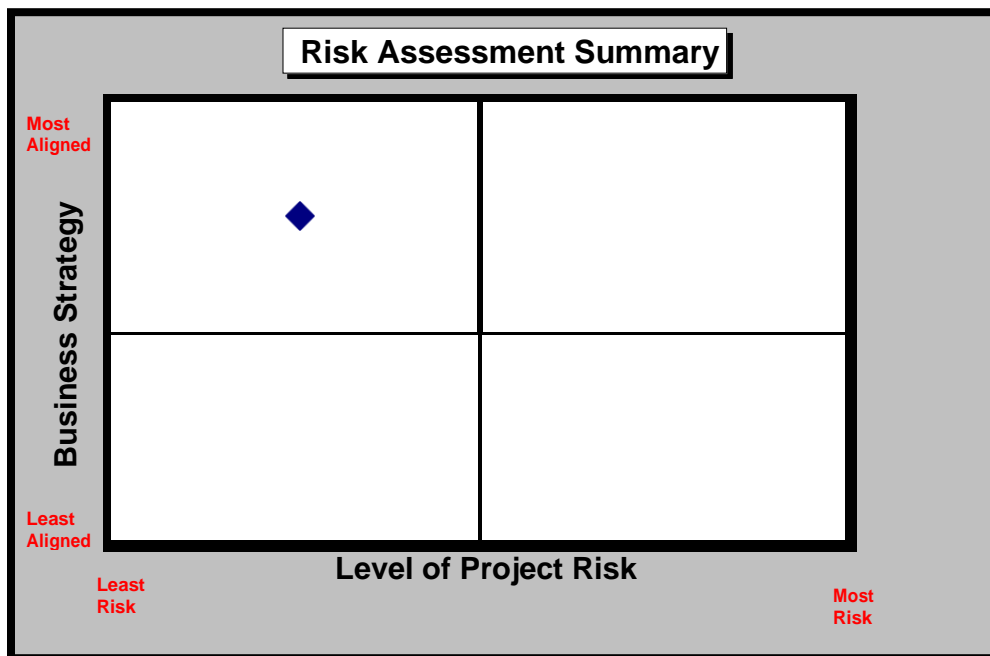 Risk Assessment Summary
Most
Aligned
Business Strategy
Least
Aligned
Level of Project Risk
Least
Risk
Most
Risk